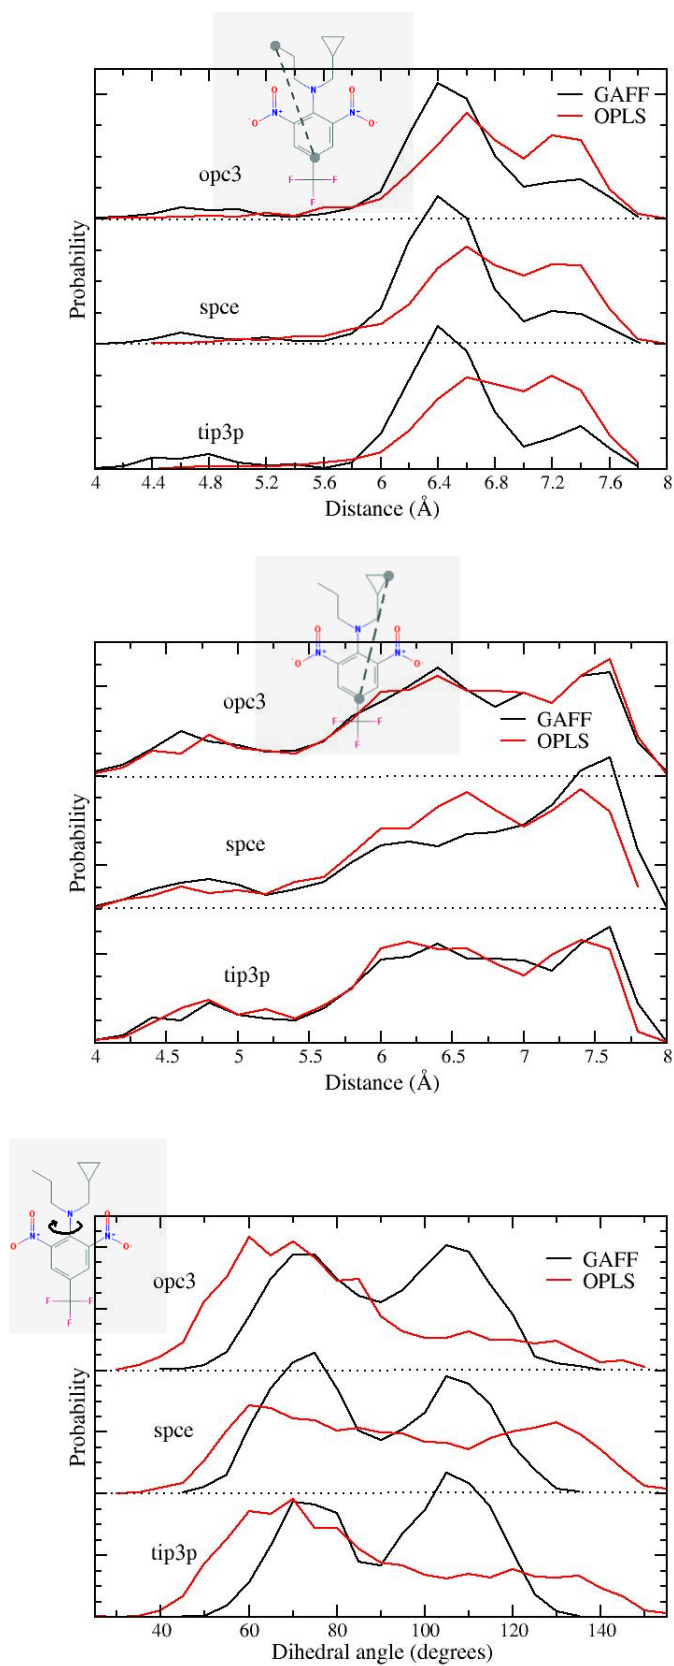 N
O O
N⁺ N⁺
⁻O O⁻
GAFF
OPLS
opc3
F F
F
Probability
spce
tip3p
4 4.4 4.8 5.2 5.6 6 6.4 6.8 7.2 7.6 8
Distance (Å)
N
O O
N⁺ N⁺
⁻O O⁻
opc3
F F
F
GAFF
OPLS
Probability
spce
tip3p
4 4.5 5 5.5 6 6.5 7 7.5 8
Distance (Å)
N
O O
N⁺ N⁺
O⁻ O⁻
GAFF
OPLS
opc3
F F
F
Probability
spce
tip3p
40 60 80 100 120 140
Dihedral angle (degrees)